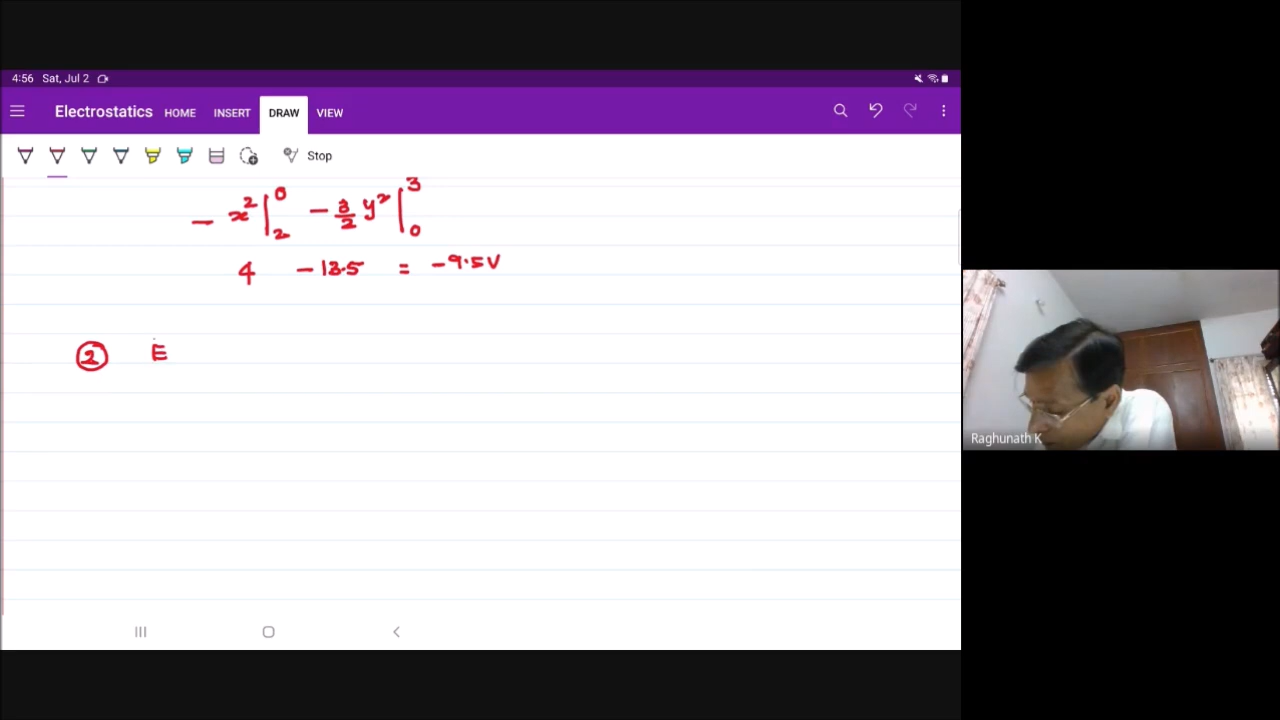 4:56 Sat, Jul 2
Electrostatics HOME INSERT DRAW VIEW
Stop
- x² |₂⁰ - 3/2 y² |₀³
4 - 13.5 = -9.5V
② E
Raghunath K